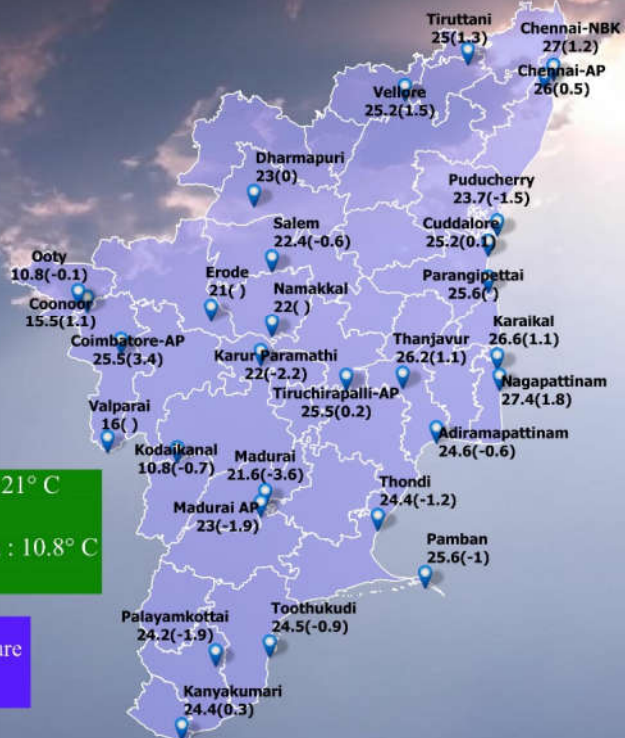 Tiruttani
25(1.3)
Chennai-NBK
27(1.2)
Chennai-AP
26(0.5)
Vellore
25.2(1.5)
Dharmapuri
23(0)
Puducherry
23.7(-1.5)
Salem
22.4(-0.6)
Cuddalore
25.2(0.1)
Ooty
10.8(-0.1)
Erode
21( )
Namakkal
22( )
Parangipettai
25.6( )
Coonoor
15.5(1.1)
Karaikal
26.6(1.1)
Coimbatore-AP
25.5(3.4)
Thanjavur
26.2(1.1)
Karur Paramathi
22(-2.2)
Tiruchirapalli-AP
25.5(0.2)
Nagapattinam
27.4(1.8)
Valparai
16( )
Adiramapattinam
24.6(-0.6)
Kodaikanal
10.8(-0.7)
Madurai
21.6(-3.6)
21° C
Thondi
24.4(-1.2)
Madurai AP
23(-1.9)
: 10.8° C
Pamban
25.6(-1)
Palayamkottai
24.2(-1.9)
Toothukudi
24.5(-0.9)
Kanyakumari
24.4(0.3)